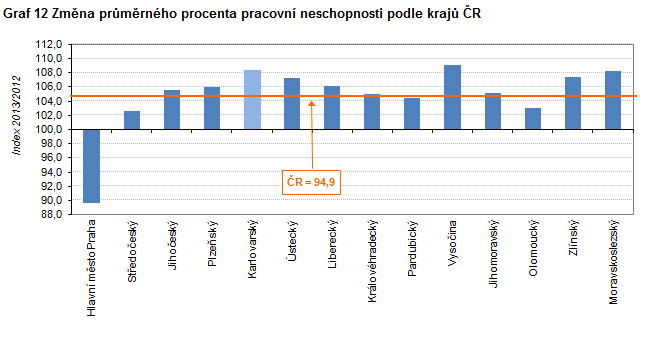 Graf 12 Změna průměrného procenta pracovní neschopnosti podle krajů ČR
Index 2013/2012
112,0
110,0
108,0
106,0
104,0
102,0
100,0
98,0
96,0
94,0
92,0
90,0
88,0
ČR = 94,9
Hlavní město Praha
Středočeský
Jihočeský
Plzeňský
Karlovarský
Ústecký
Liberecký
Královéhradecký
Pardubický
Vysočina
Jihomoravský
Olomoucký
Zlínský
Moravskoslezský